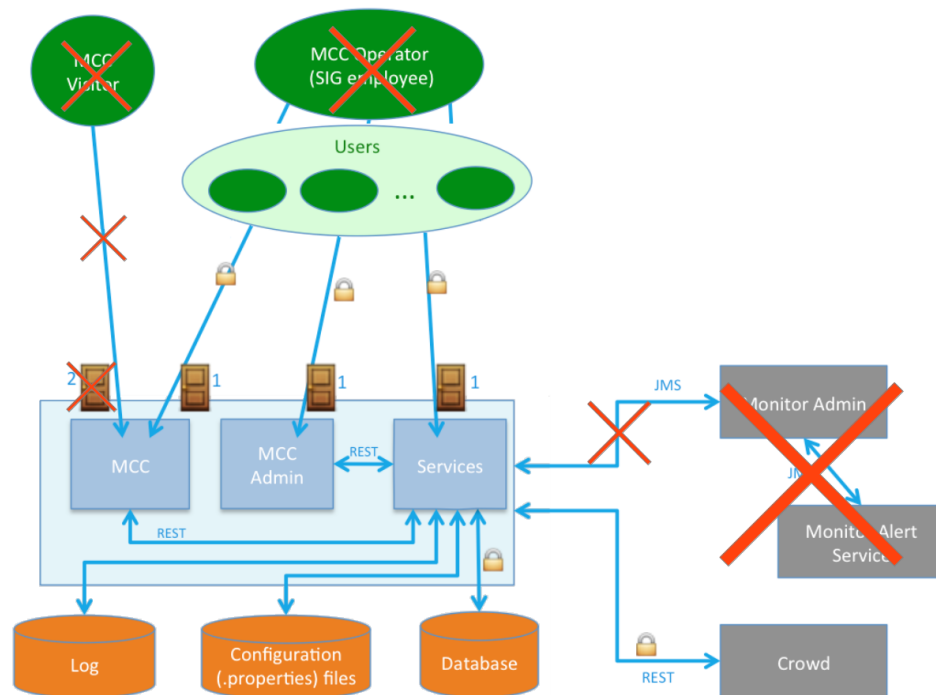 MCC
Visitor
MCC Operator
(SIG employee)
Users
...
2
1
1
1
JMS
Monitor Admin
MCC
MCC
Admin
REST
Services
JM
Monitor Alert
Service
REST
Log
Configuration
(.properties) files
Database
REST
Crowd